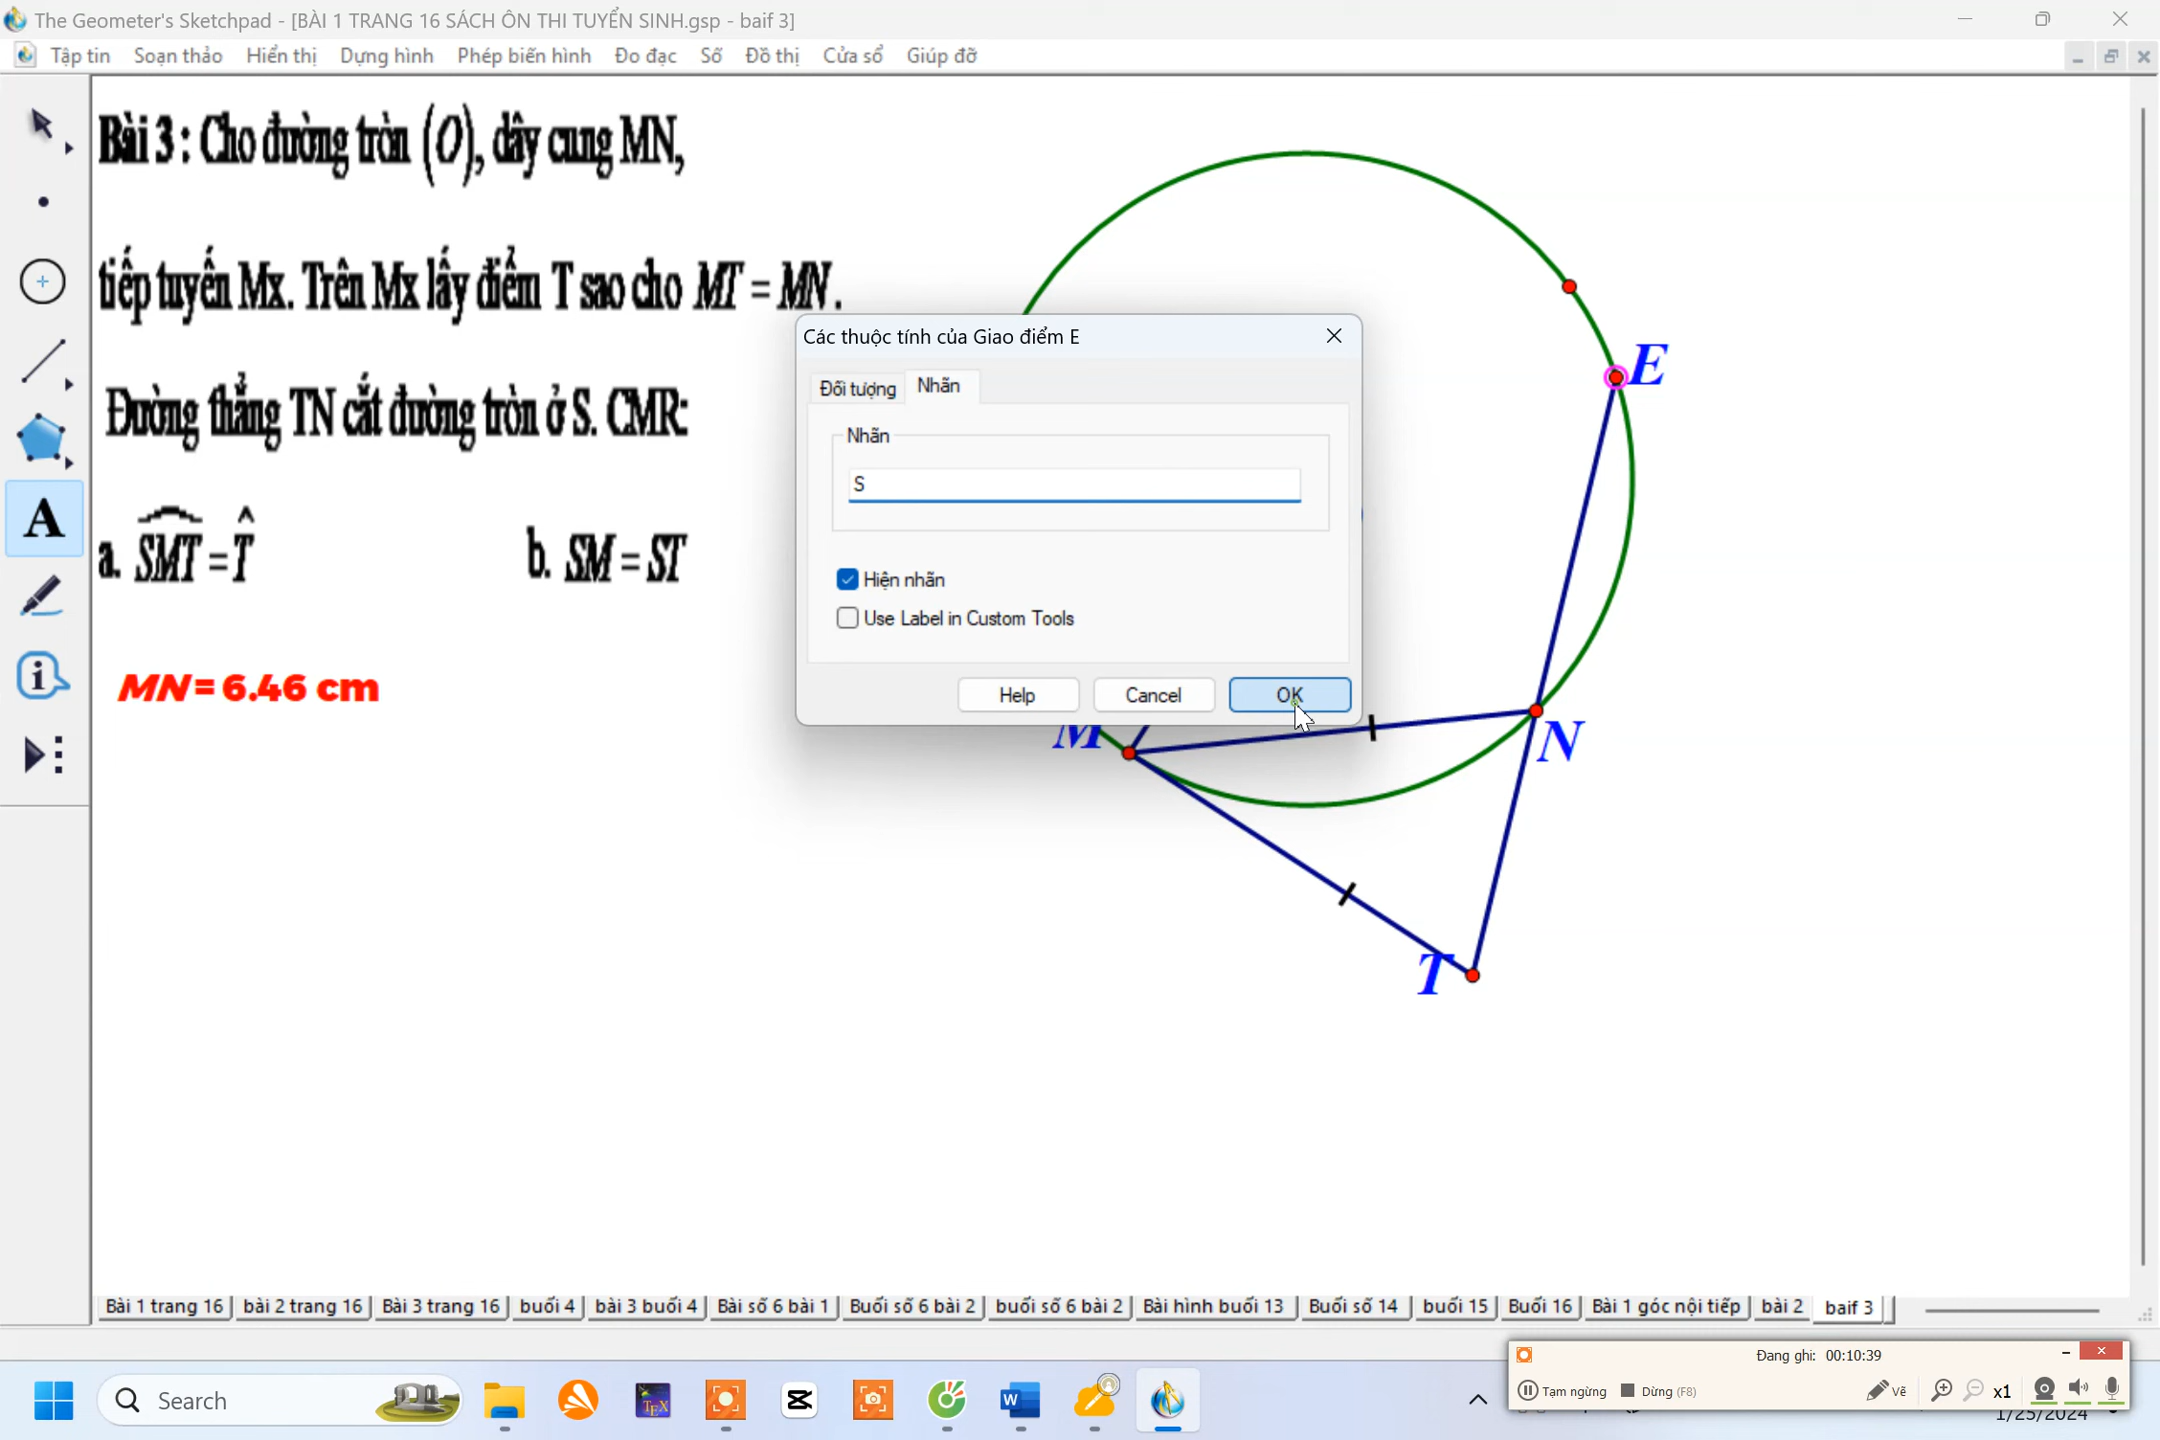 The Geometer's Sketchpad - [BÀI 1 TRANG 16 SÁCH ÔN THI TUYỂN SINH.gsp - baif 3]
Tập tin Soạn thảo Hiển thị Dựng hình Phép biến hình Đo đạc Số Đồ thị Cửa sổ Giúp đỡ
Bài 3 : Cho đường tròn (O), dây cung MN,
tiếp tuyến Mx. Trên Mx lấy điểm T sao cho MT = MN.
Đường thẳng TN cắt đường tròn ở S. CMR:
a. SMT = T b. SM = ST
MN = 6.46 cm
Các thuộc tính của Giao điểm E
Đối tượng Nhãn
Nhãn
S
Hiện nhãn
Use Label in Custom Tools
Help Cancel OK
E
M
N
T
A
Bài 1 trang 16 bài 2 trang 16 Bài 3 trang 16 buổi 4 bài 3 buổi 4 Bài số 6 bài 1 Buổi số 6 bài 2 buổi số 6 bài 2 Bài hình buổi 13 Buổi số 14 buổi 15 Buổi 16 Bài 1 góc nội tiếp bài 2 baif 3
Đang ghi: 00:10:39
Tạm ngừng Dừng (F8) Vẽ x1
Search
1/25/2024